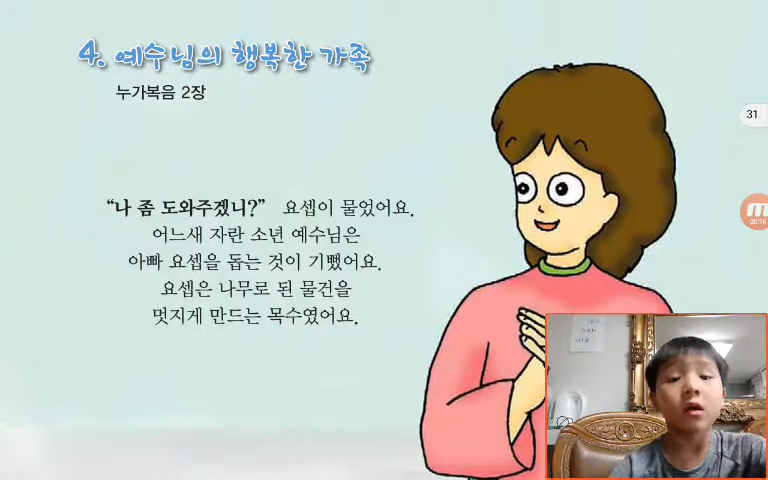 4. 예수님의 행복한 가족
누가복음 2장
31
“나 좀 도와주겠니?” 요셉이 물었어요.
어느새 자란 소년 예수님은
아빠 요셉을 돕는 것이 기뻤어요.
요셉은 나무로 된 물건을
멋지게 만드는 목수였어요.